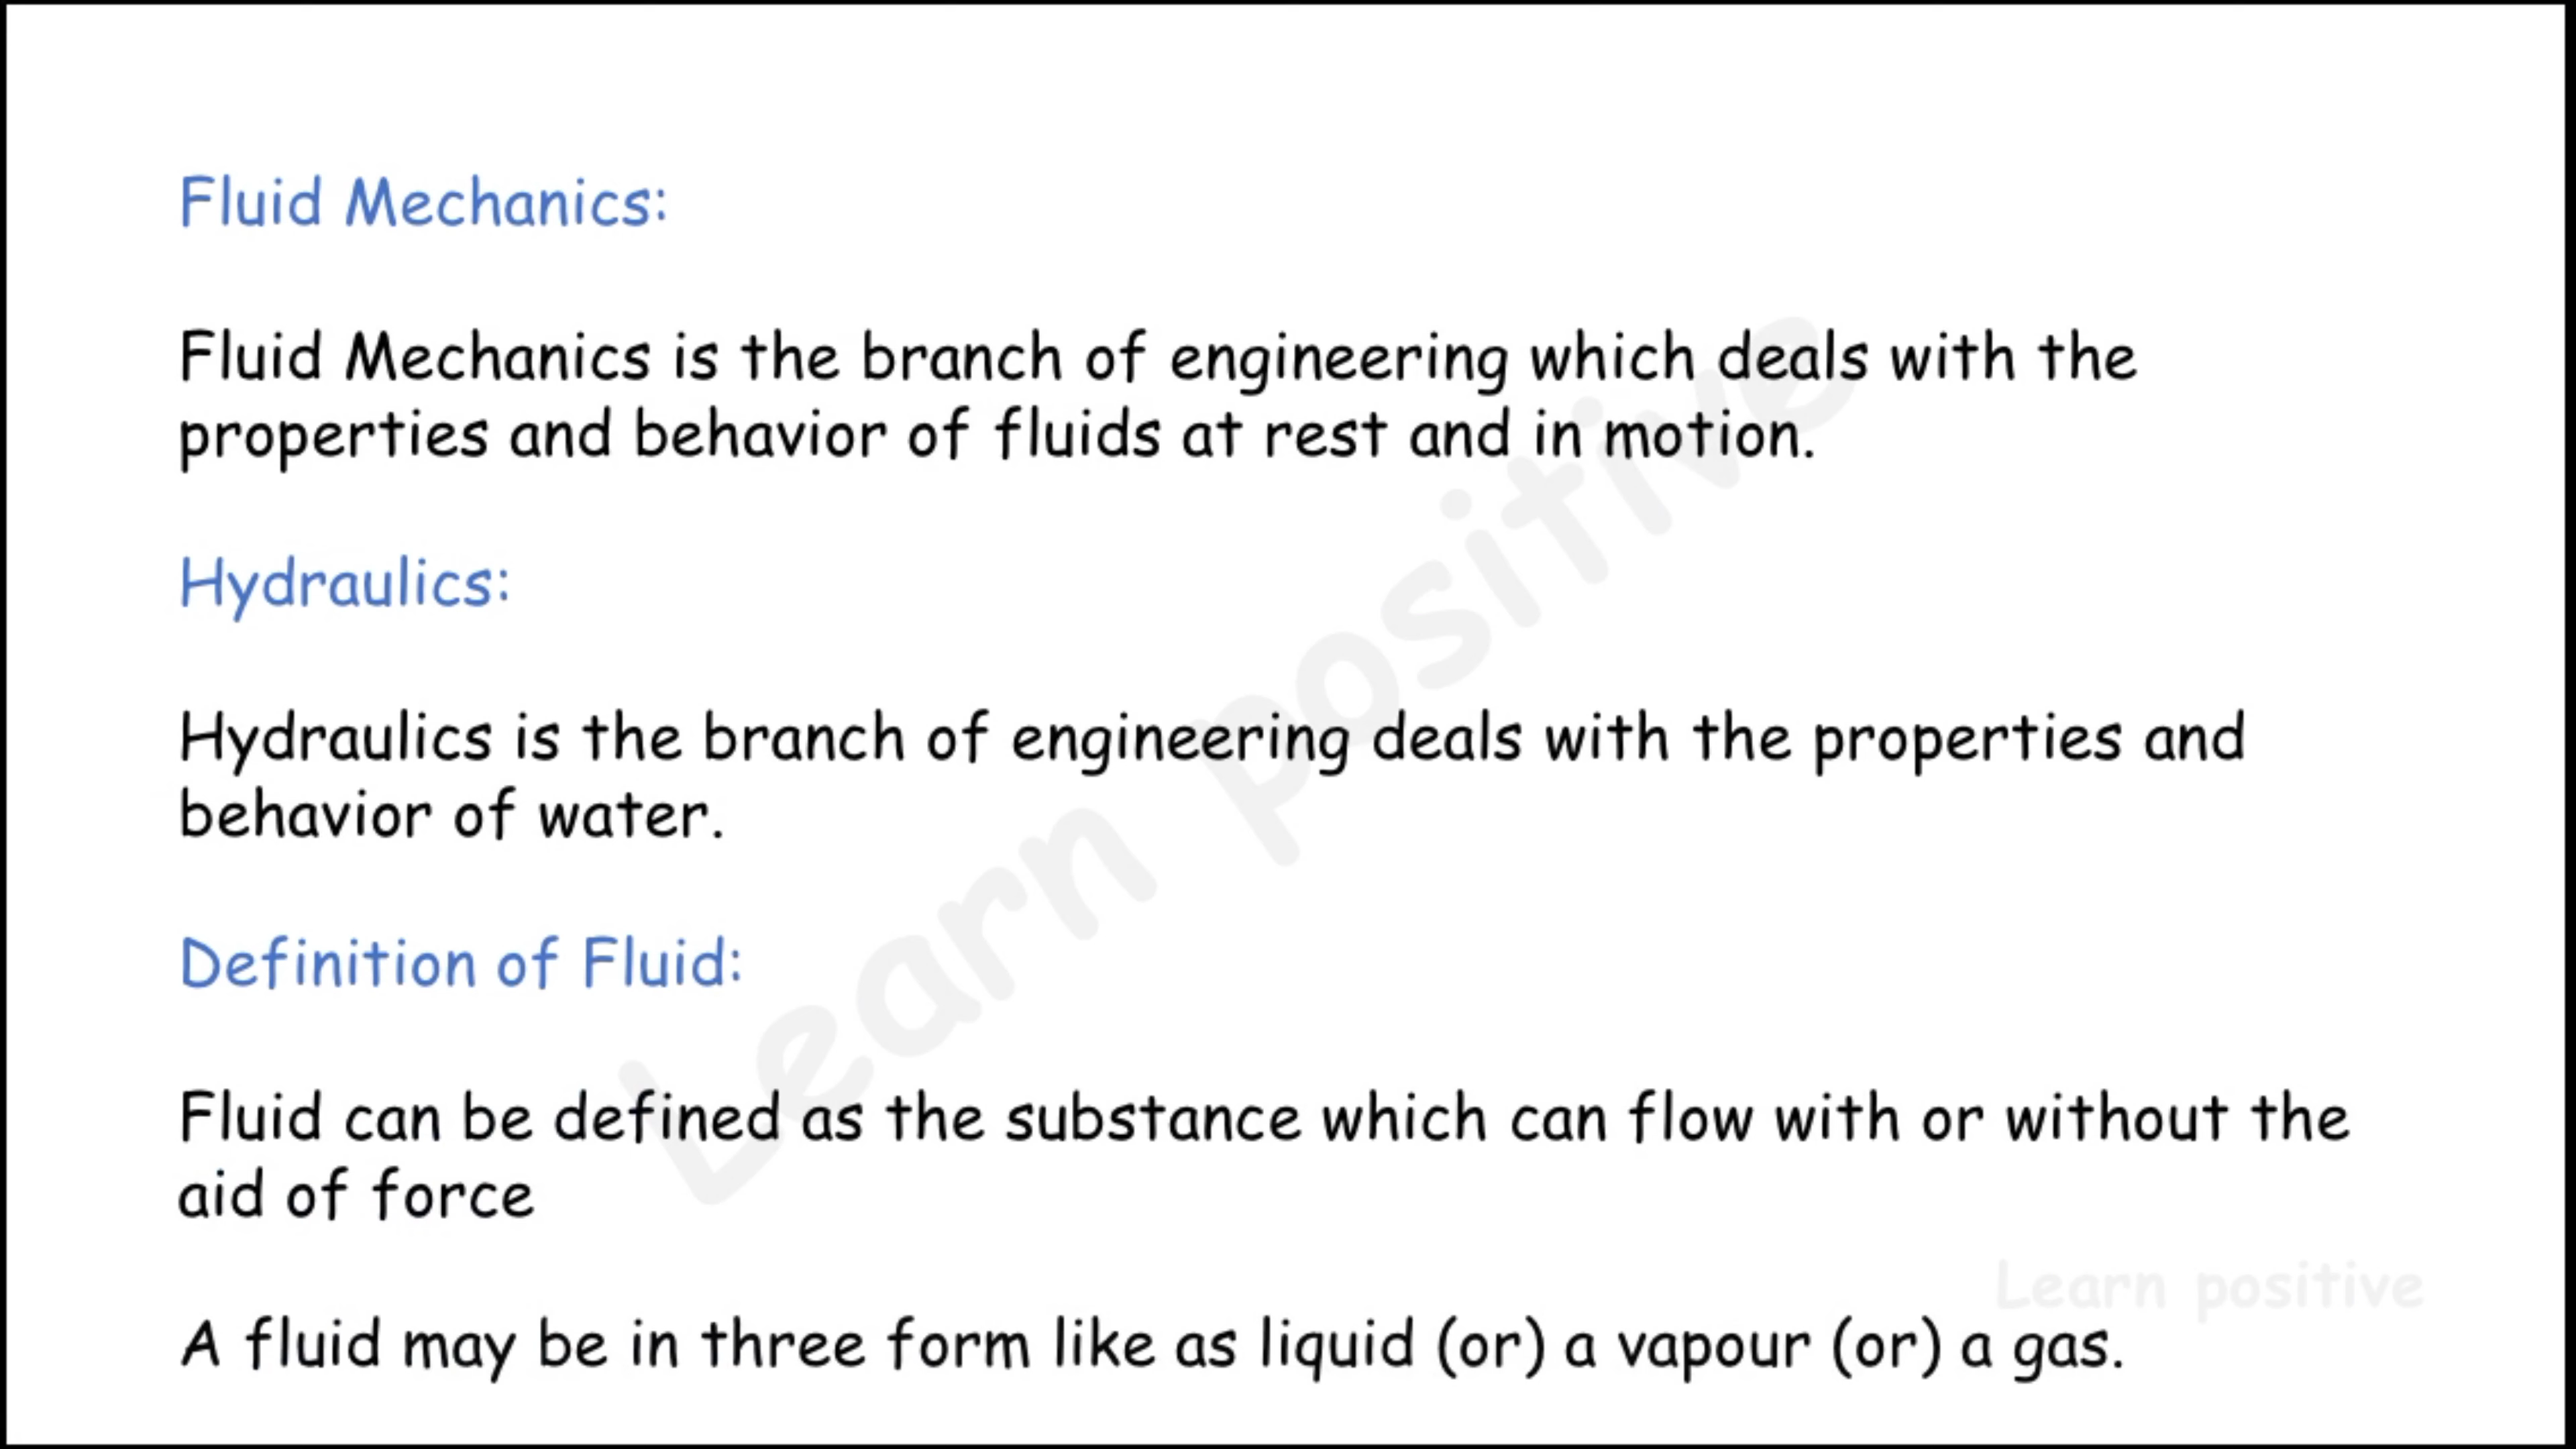 Fluid Mechanics:
Fluid Mechanics is the branch of engineering which deals with the
properties and behavior of fluids at rest and in motion.
Hydraulics:
Hydraulics is the branch of engineering deals with the properties and
behavior of water.
Definition of Fluid:
Fluid can be defined as the substance which can flow with or without the
aid of force
A fluid may be in three form like as liquid (or) a vapour (or) a gas.
Learn positive
Learn positive